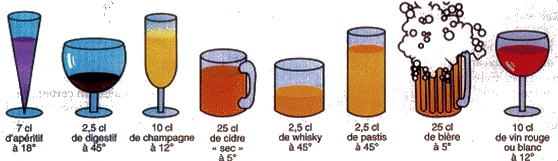 7 cl
d'apéritif
à 18°
2,5 cl
de digestif
à 45°
10 cl
de champagne
à 12°
25 cl
de cidre
« sec »
à 5°
2,5 cl
de whisky
à 45°
2,5 cl
de pastis
à 45°
25 cl
de bière
à 5°
10 cl
de vin rouge
ou blanc
à 12°